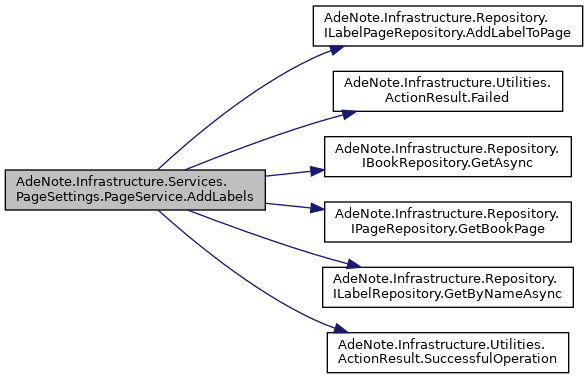 AdeNote.Infrastructure.Repository.
ILabelPageRepository.AddLabelToPage
AdeNote.Infrastructure.Utilities.
ActionResult.Failed
AdeNote.Infrastructure.Repository.
IBookRepository.GetAsync
AdeNote.Infrastructure.Services.
PageSettings.PageService.AddLabels
AdeNote.Infrastructure.Repository.
IPageRepository.GetBookPage
AdeNote.Infrastructure.Repository.
ILabelRepository.GetByNameAsync
AdeNote.Infrastructure.Utilities.
ActionResult.SuccessfulOperation